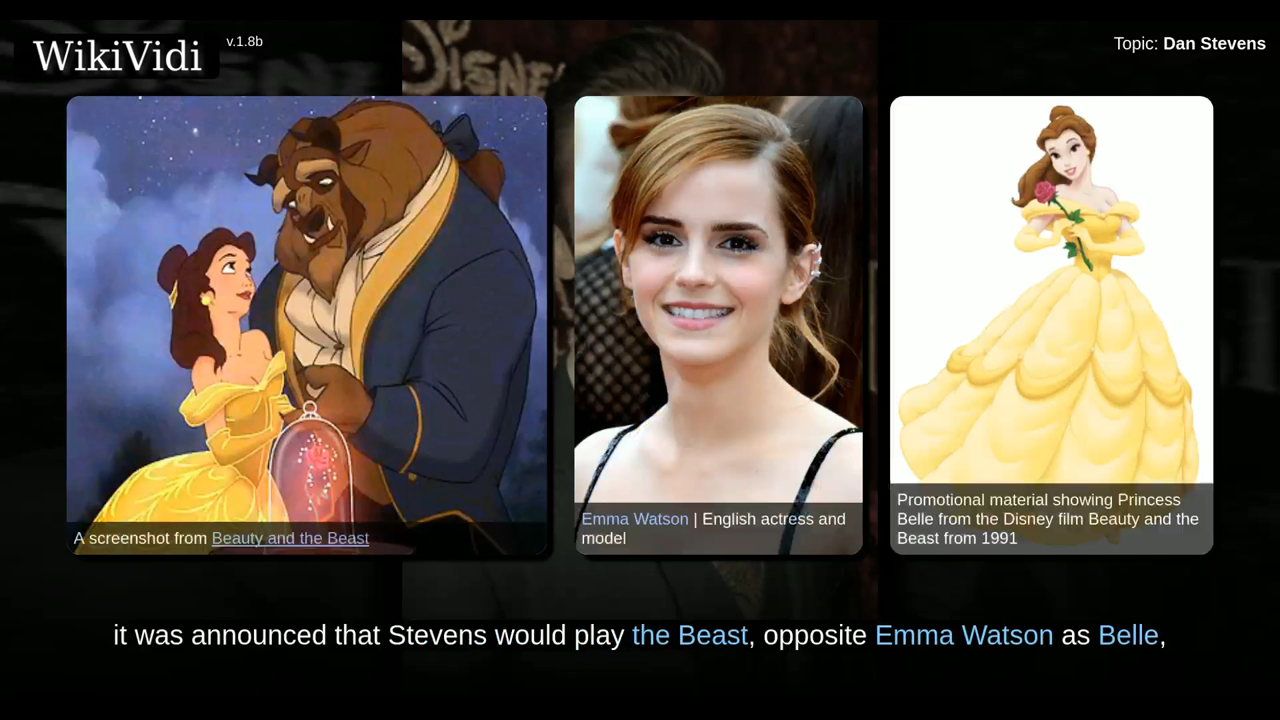 WikiVidi
v.1.8b
Topic: Dan Stevens
DISNE
A screenshot from Beauty and the Beast
Emma Watson | English actress and
model
Promotional material showing Princess
Belle from the Disney film Beauty and the
Beast from 1991
it was announced that Stevens would play the Beast, opposite Emma Watson as Belle,